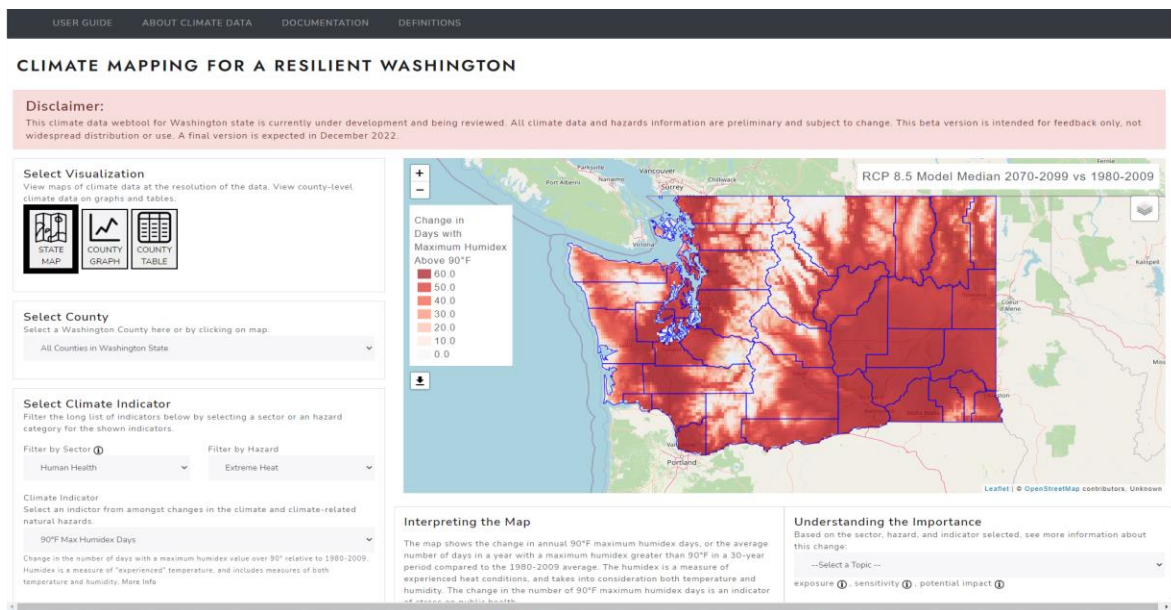 USER GUIDE ABOUT CLIMATE DATA DOCUMENTATION DEFINITIONS
CLIMATE MAPPING FOR A RESILIENT WASHINGTON
Disclaimer:
This climate data webtool for Washington state is currently under development and being reviewed. All climate data and hazards information are preliminary and subject to change. This beta version is intended for feedback only, not
widespread distribution or use. A final version is expected in December 2022.
Select Visualization
View maps of climate data at the resolution of the data. View county-level
climate data on graphs and tables.
STATE MAP
COUNTY GRAPH
COUNTY TABLE
Select County
Select a Washington County here or by clicking on map.
All Counties in Washington State
Select Climate Indicator
Filter the long list of indicators below by selecting a sector or an hazard
category for the shown indicators.
Filter by Sector Filter by Hazard
Human Health Extreme Heat
Climate Indicator
Select an indictor from amongst changes in the climate and climate-related
natural hazards.
90°F Max Humidex Days
Change in the number of days with a maximum humidex value over 90° relative to 1980-2009.
Humidex is a measure of "experienced" temperature, and includes measures of both
temperature and humidity. More Info
+
−
RCP 8.5 Model Median 2070-2099 vs 1980-2009
Change in
Days with
Maximum Humidex
Above 90°F
60.0
50.0
40.0
30.0
20.0
10.0
0.0
Parksville
Vancouver
Port Alberni
Nanaimo
Surrey
Chilliwack
Fernie
Victoria
Kalispell
Coeur
d'Alene
Portland
Leaflet | © OpenStreetMap contributors, Unknown
Interpreting the Map
The map shows the change in annual 90°F maximum humidex days, or the average
number of days in a year with a maximum humidex greater than 90°F in a 30-year
period compared to the 1980-2009 average. The humidex is a measure of
experienced heat conditions, and takes into consideration both temperature and
humidity. The change in the number of 90°F maximum humidex days is an indicator
of stress on public health.
Understanding the Importance
Based on the sector, hazard, and indicator selected, see more information about
this change:
--Select a Topic --
exposure , sensitivity , potential impact